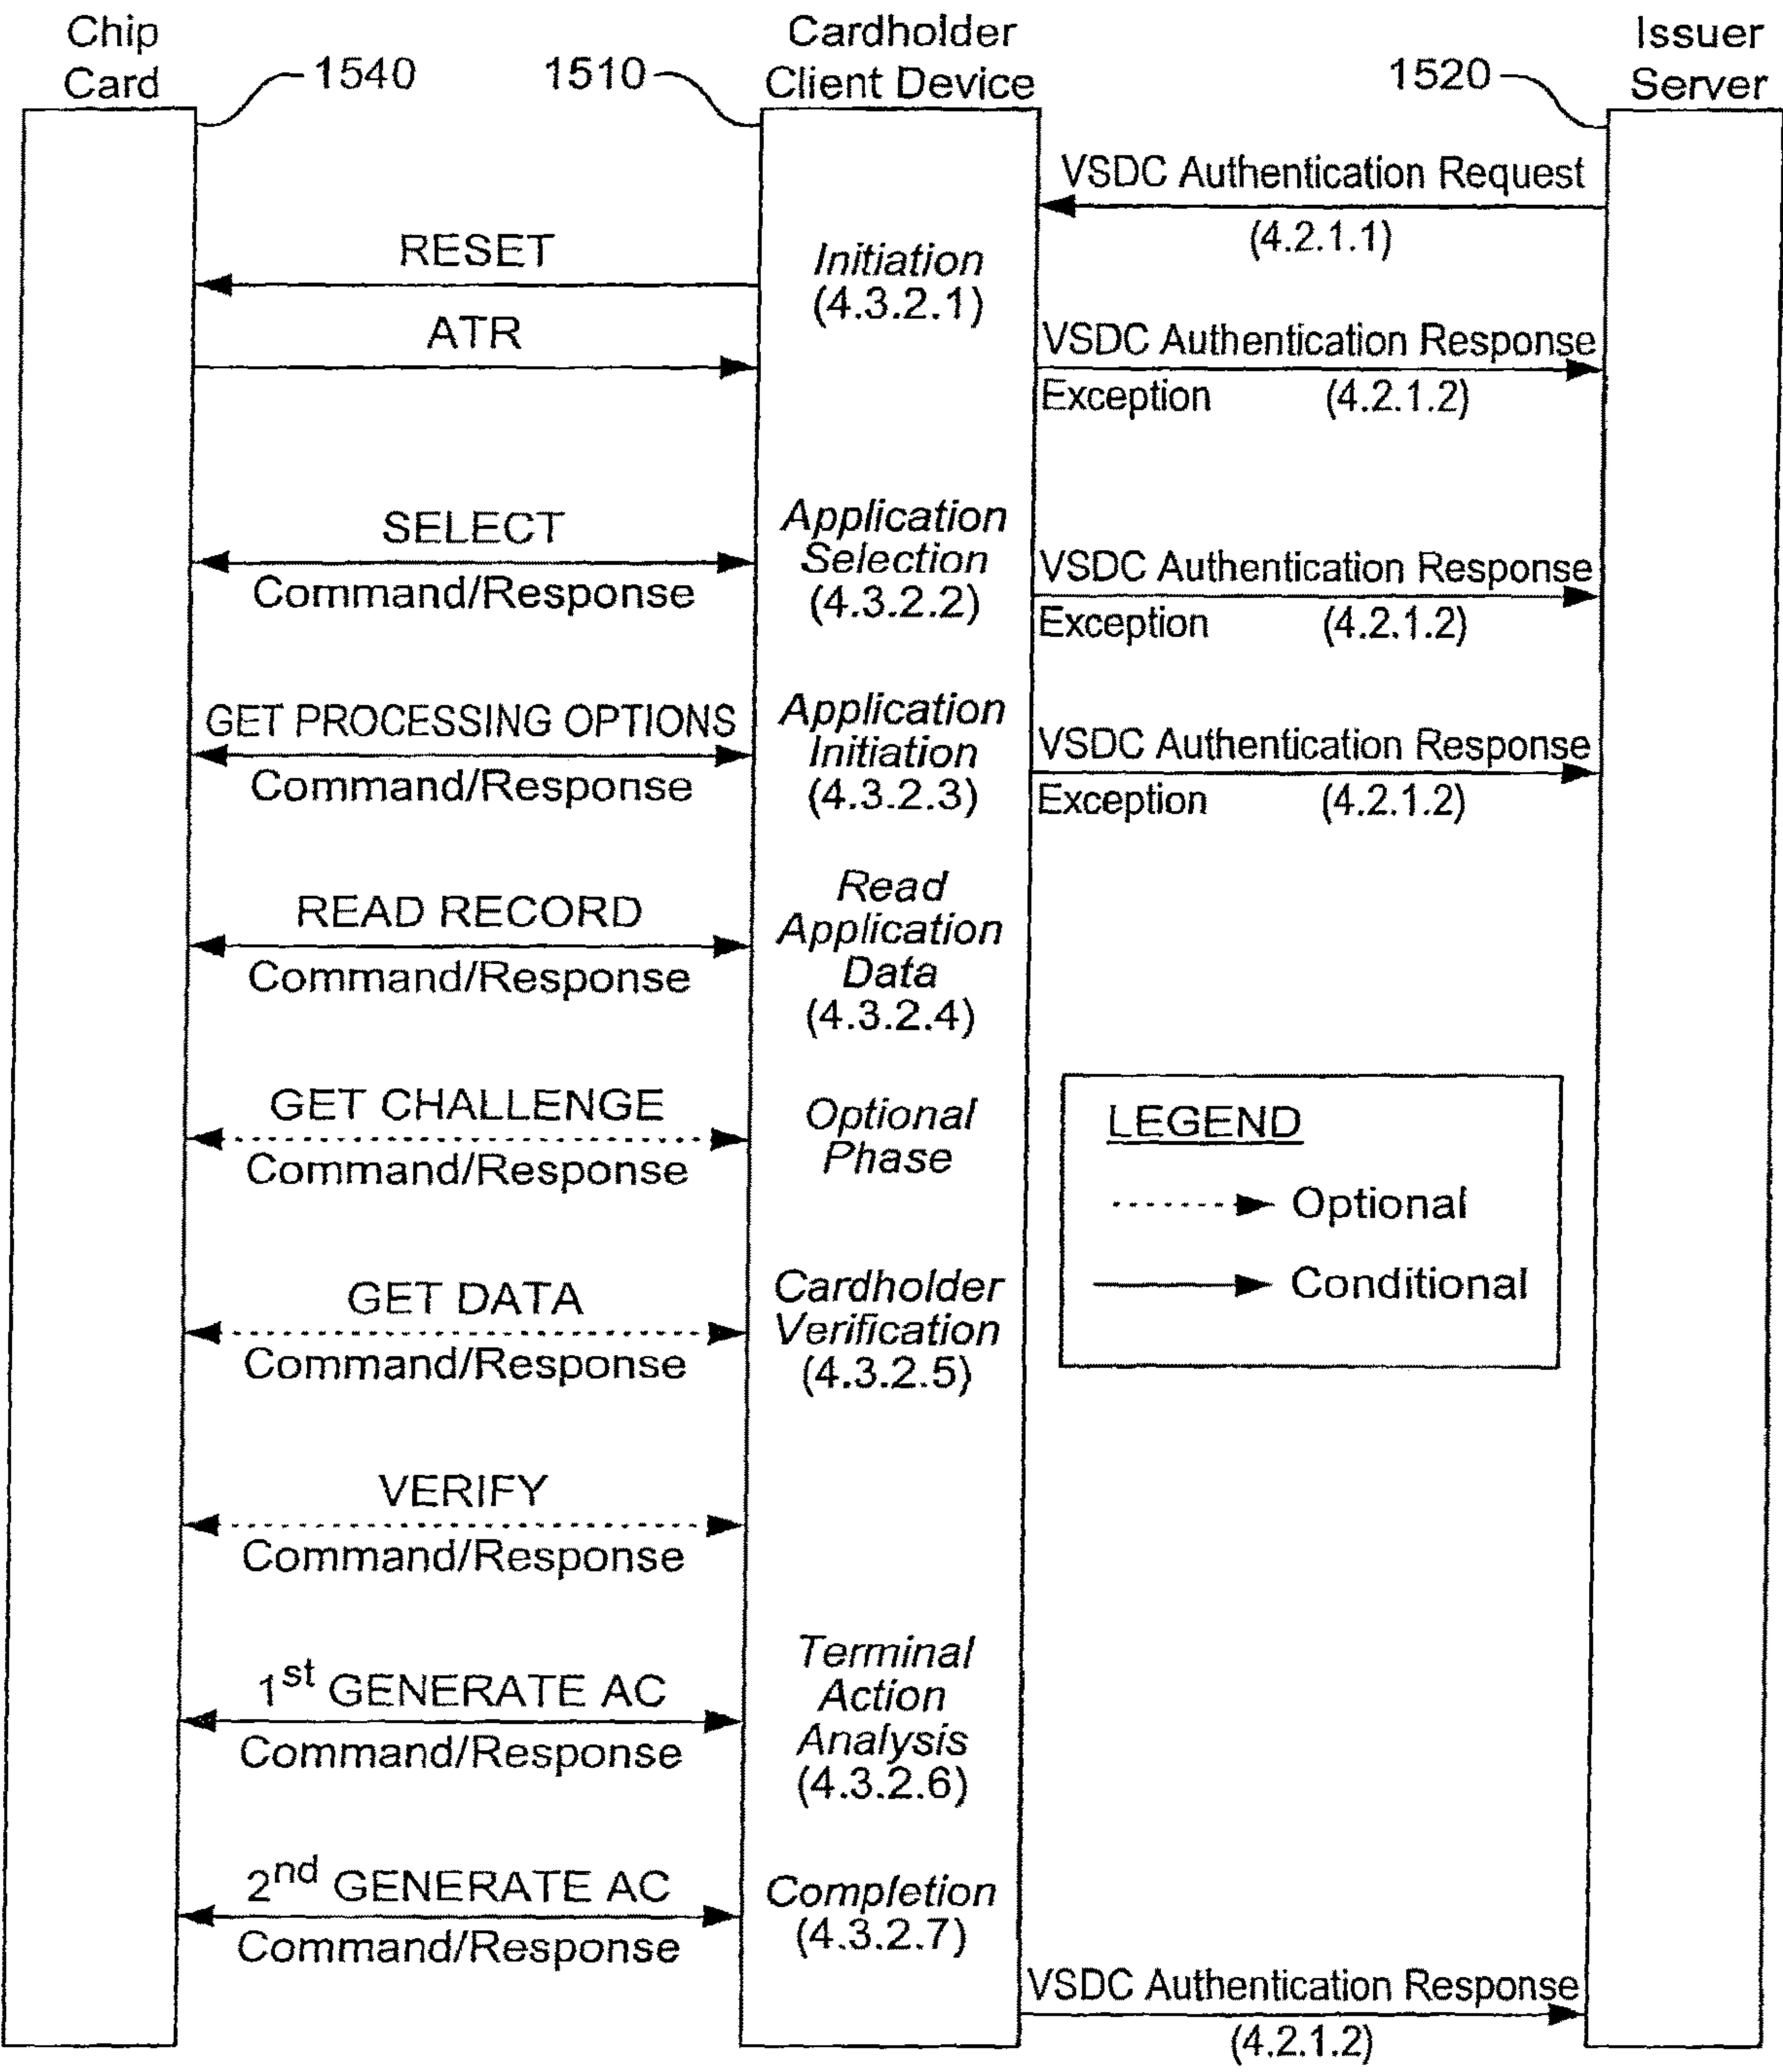 Chip
Card
1540
1510
Cardholder
Client Device
1520
Issuer
Server
VSDC Authentication Request
(4.2.1.1)
RESET
Initiation
(4.3.2.1)
ATR
VSDC Authentication Response
Exception (4.2.1.2)
SELECT
Command/Response
Application
Selection
(4.3.2.2)
VSDC Authentication Response
Exception (4.2.1.2)
GET PROCESSING OPTIONS
Command/Response
Application
Initiation
(4.3.2.3)
VSDC Authentication Response
Exception (4.2.1.2)
READ RECORD
Command/Response
Read
Application
Data
(4.3.2.4)
GET CHALLENGE
Command/Response
Optional
Phase
LEGEND
Optional
Conditional
GET DATA
Command/Response
Cardholder
Verification
(4.3.2.5)
VERIFY
Command/Response
1st GENERATE AC
Command/Response
Terminal
Action
Analysis
(4.3.2.6)
2nd GENERATE AC
Command/Response
Completion
(4.3.2.7)
VSDC Authentication Response
(4.2.1.2)